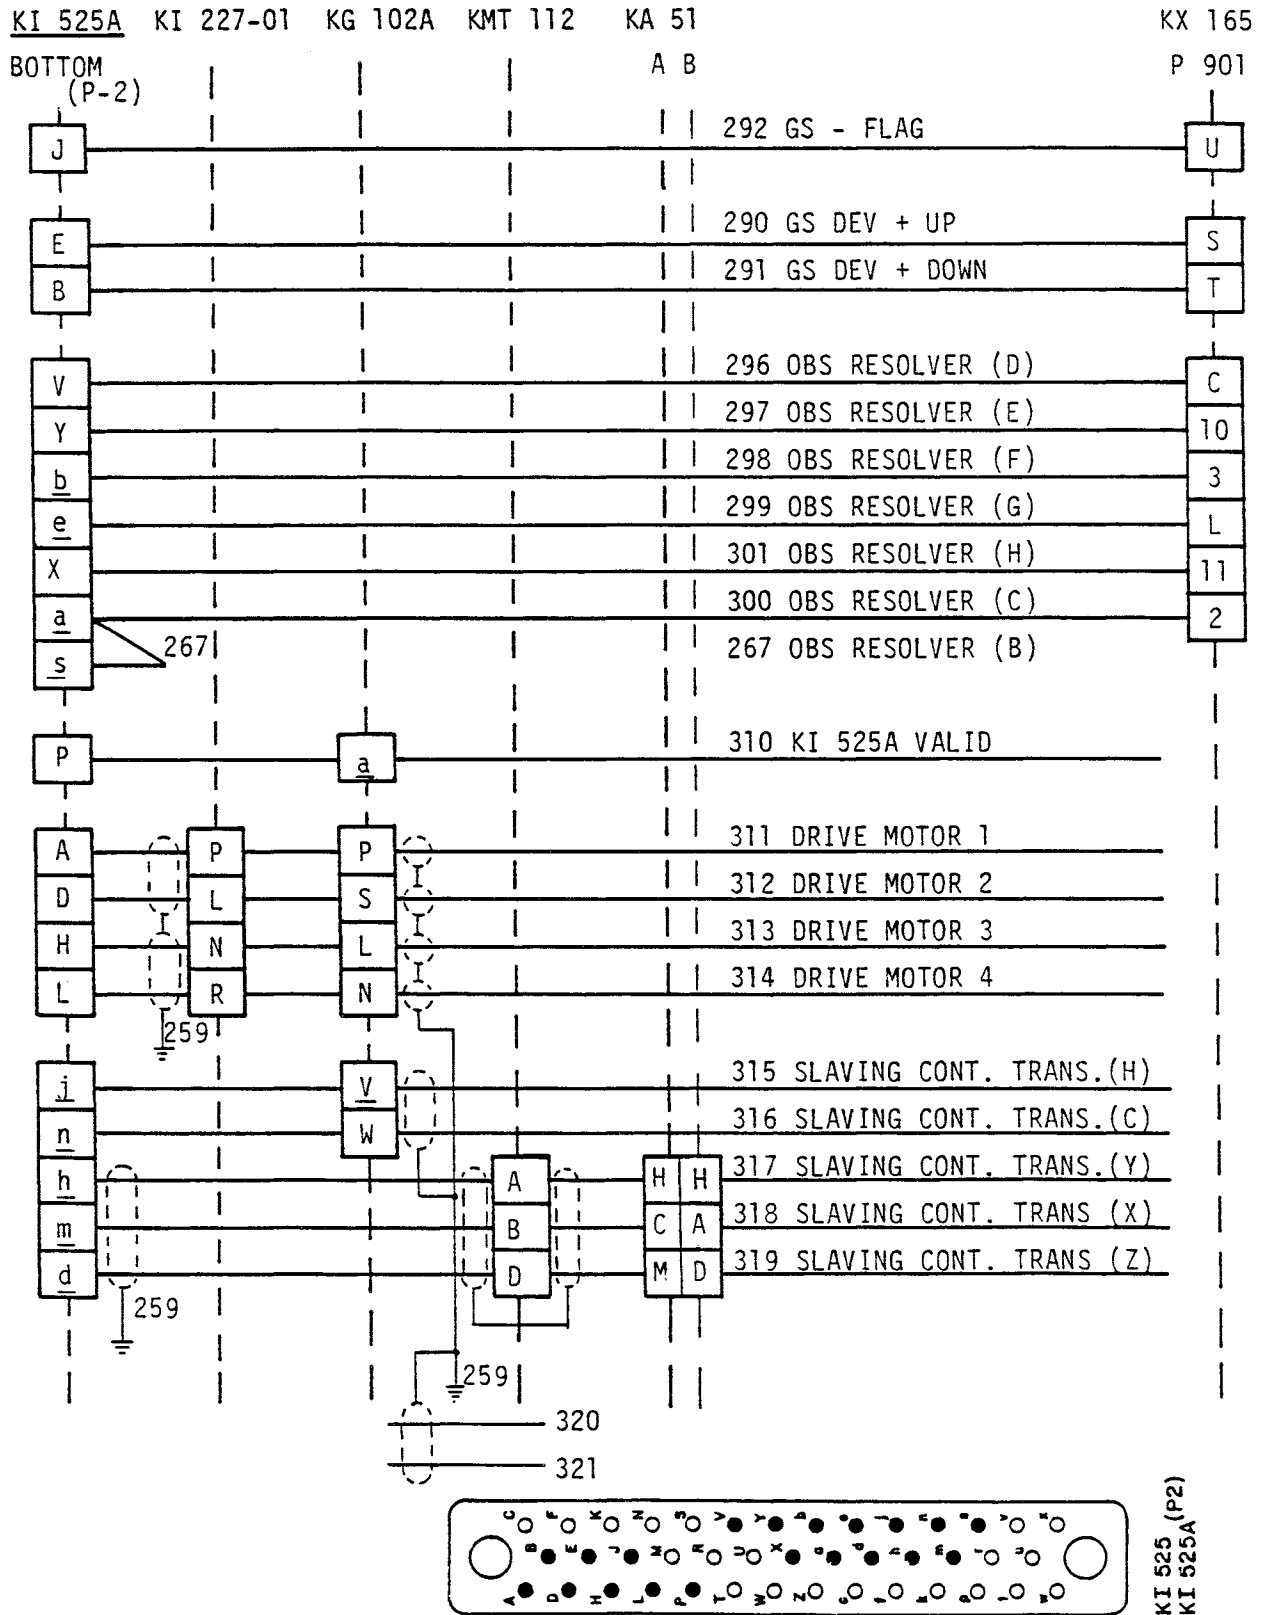 KI 525A KI 227-01 KG 102A KMT 112 KA 51 KX 165
BOTTOM A B P 901
(P-2)
J 292 GS - FLAG U
E 290 GS DEV + UP S
B 291 GS DEV + DOWN T
V 296 OBS RESOLVER (D) C
Y 297 OBS RESOLVER (E) 10
b 298 OBS RESOLVER (F) 3
e 299 OBS RESOLVER (G) L
X 301 OBS RESOLVER (H) 11
a 300 OBS RESOLVER (C) 2
s 267 267 OBS RESOLVER (B)
P a 310 KI 525A VALID
A P P 311 DRIVE MOTOR 1
D L S 312 DRIVE MOTOR 2
H N L 313 DRIVE MOTOR 3
L R N 314 DRIVE MOTOR 4
259
j V 315 SLAVING CONT. TRANS.(H)
n W 316 SLAVING CONT. TRANS.(C)
h A H H 317 SLAVING CONT. TRANS.(Y)
m B C A 318 SLAVING CONT. TRANS (X)
d D M D 319 SLAVING CONT. TRANS (Z)
259
259
320
321
C F K N S V Y b e j n s v x
B E J M R U X a d h m r u
A D H L P T W Z c f k p t w
KI 525
KI 525A (P2)